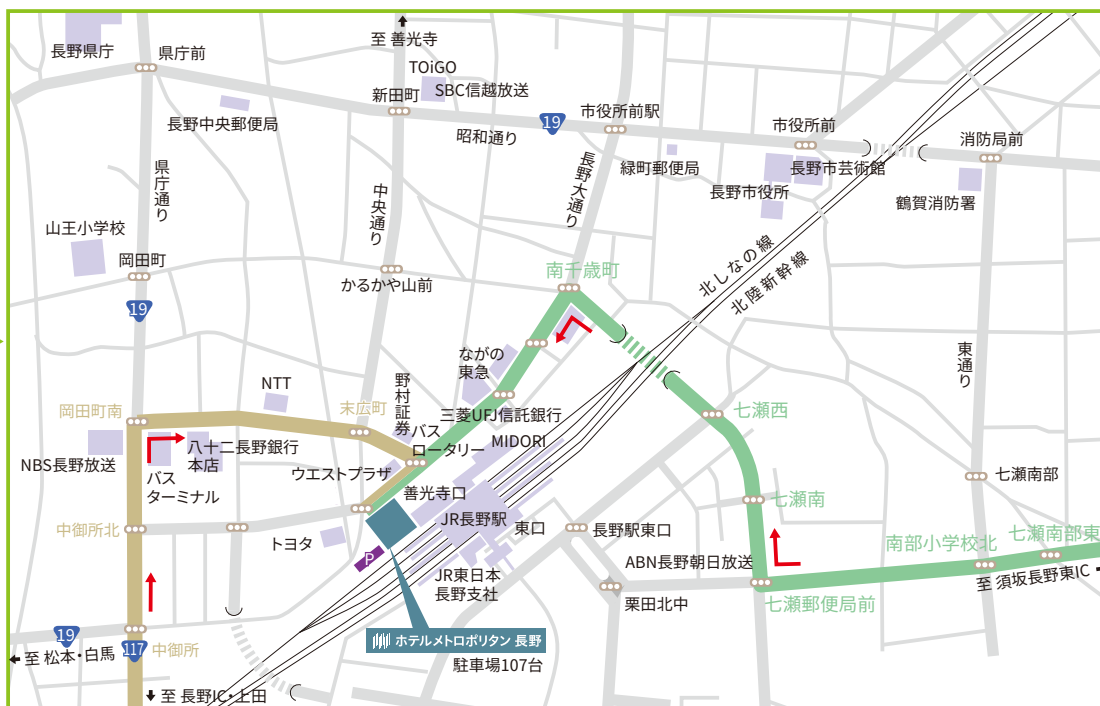 至 善光寺
長野県庁
県庁前
TOiGO
SBC信越放送
新田町
長野中央郵便局
昭和通り
19
市役所前駅
市役所前
消防局前
緑町郵便局
長野市芸術館
長野市役所
鶴賀消防署
県庁通り
中央通り
長野大通り
山王小学校
岡田町
かるかや山前
南千歳町
北しなの線
北陸新幹線
19
ながの
東急
東通り
NTT
末広町
野村証券
三菱UFJ信託銀行
岡田町南
バス
ロータリー
MIDORI
七瀬西
NBS長野放送
八十二長野銀行
本店
バス
ターミナル
ウエストプラザ
善光寺口
七瀬南部
七瀬南
中御所北
JR長野駅
東口
長野駅東口
トヨタ
P
ABN長野朝日放送
南部小学校北
七瀬南部東
JR東日本
長野支社
栗田北中
七瀬郵便局前
至 須坂長野東IC
19
117
中御所
ホテルメトロポリタン 長野
至 松本・白馬
駐車場107台
至 長野IC・上田